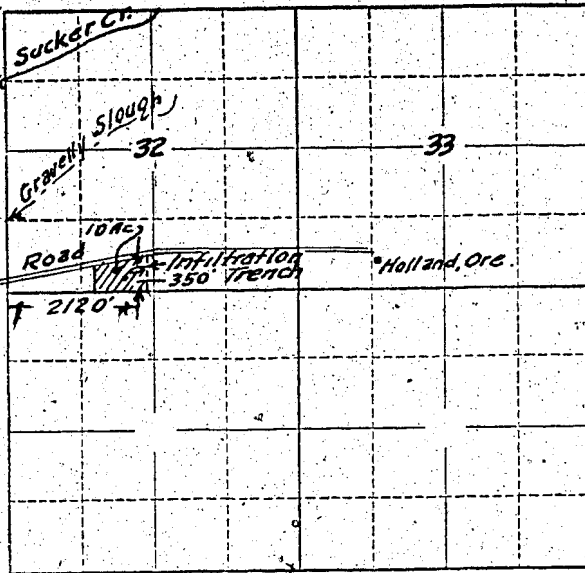 Sucker Cr.
Gravelly Slough
32
33
10 Ac.
Road
Infiltration
350' Trench
Holland, Ore.
2120'